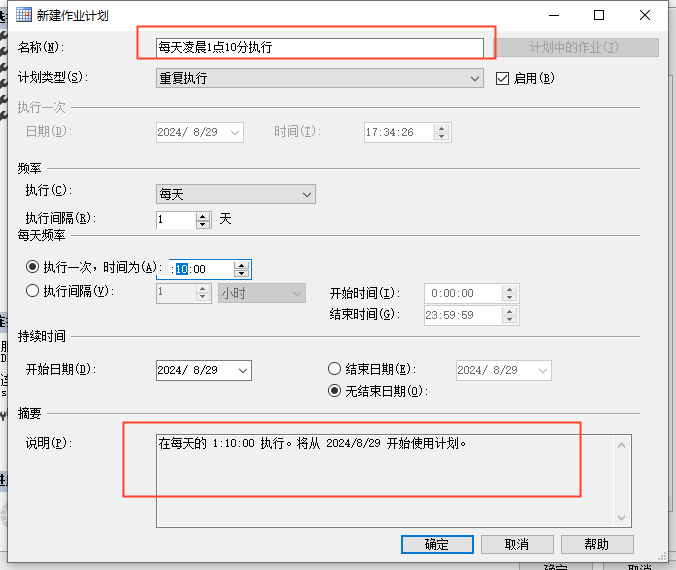 新建作业计划
名称(N): 每天凌晨1点10分执行 计划中的作业(J)
计划类型(S): 重复执行 启用(B)
执行一次
日期(D): 2024/ 8/29 时间(T): 17:34:26
频率
执行(C): 每天
执行间隔(R): 1 天
每天频率
执行一次，时间为(A): :10:00
执行间隔(V): 1 小时 开始时间(I): 0:00:00
结束时间(G): 23:59:59
持续时间
开始日期(D): 2024/ 8/29 结束日期(E): 2024/ 8/29
无结束日期(O):
摘要
说明(P): 在每天的 1:10:00 执行。将从 2024/8/29 开始使用计划。
确定 取消 帮助